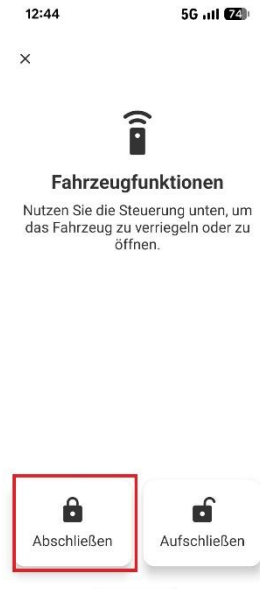 12:44 5G 74
Fahrzeugfunktionen
Nutzen Sie die Steuerung unten, um
das Fahrzeug zu verriegeln oder zu
öffnen.
Abschließen Aufschließen